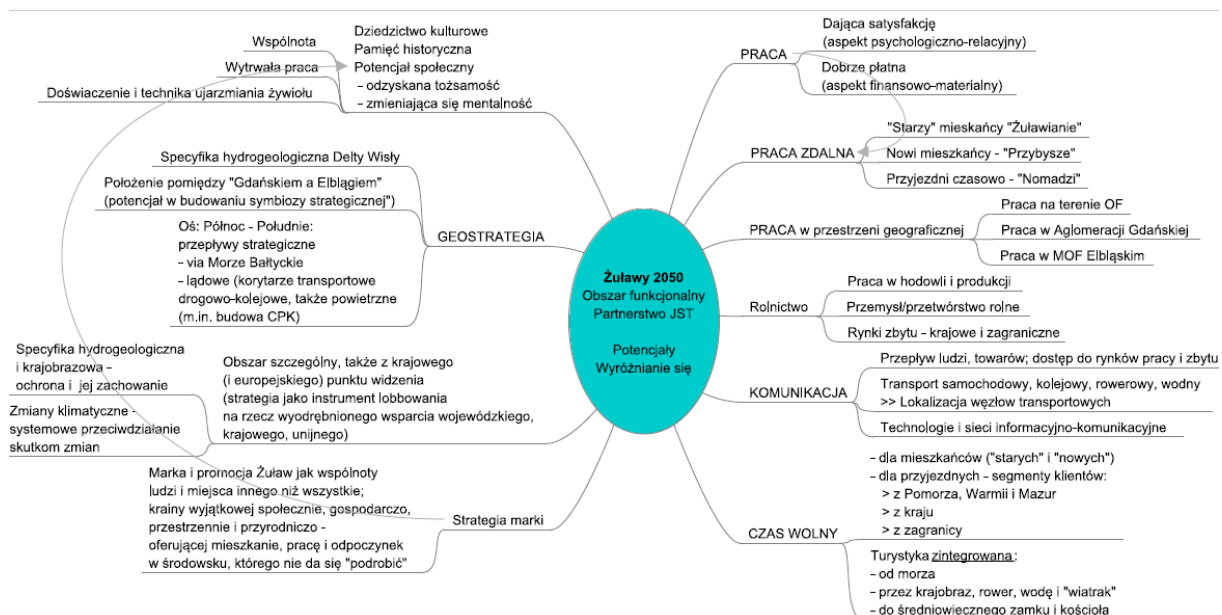 Wspólnota
Wytrwała praca
Doświaczenie i technika ujarzmiania żywiołu
Dziedzictwo kulturowe
Pamięć historyczna
Potencjał społeczny
– odzyskana tożsamość
– zmieniająca się mentalność
Specyfika hydrogeologiczna Delty Wisły
Położenie pomiędzy "Gdańskiem a Elblągiem"
(potencjał w budowaniu symbiozy strategicznej")
Oś: Północ - Południe:
przepływy strategiczne
– via Morze Bałtyckie
– lądowe (korytarze transportowe
drogowo-kolejowe, także powietrzne
(m.in. budowa CPK)
GEOSTRATEGIA
Specyfika hydrogeologiczna
i krajobrazowa –
ochrona i jej zachowanie
Zmiany klimatyczne -
systemowe przeciwdziałanie
skutkom zmian
Obszar szczególny, także z krajowego
(i europejskiego) punktu widzenia
(strategia jako instrument lobbowania
na rzecz wyodrębnionego wsparcia wojewódzkiego,
krajowego, unijnego)
Marka i promocja Żuław jak wspólnoty
ludzi i miejsca innego niż wszystkie;
krainy wyjątkowej społecznie, gospodarczo,
przestrzennie i przyrodniczo -
oferującej mieszkanie, pracę i odpoczynek
w środowsku, którego nie da się "podrobić"
Strategia marki
Żuławy 2050
Obszar funkcjonalny
Partnerstwo JST
Potencjały
Wyróżnianie się
PRACA
Dająca satysfakcję
(aspekt psychologiczno-relacyjny)
Dobrze płatna
(aspekt finansowo-materialny)
PRACA ZDALNA
"Starzy" mieskańcy "Żuławianie"
Nowi mieszkańcy - "Przybysze"
Przyjezdni czasowo - "Nomadzi"
PRACA w przestrzeni geograficznej
Praca na terenie OF
Praca w Aglomeracji Gdańskiej
Praca w MOF Elbląskim
Rolnictwo
Praca w hodowli i produkcji
Przemysł/przetwórstwo rolne
Rynki zbytu – krajowe i zagraniczne
KOMUNIKACJA
Przepływ ludzi, towarów; dostęp do rynków pracy i zbytu
Transport samochodowy, kolejowy, rowerowy, wodny
>> Lokalizacja węzłow transportowych
Technologie i sieci informacyjno-komunikacyjne
CZAS WOLNY
– dla mieszkańców ("starych" i "nowych")
– dla przyjezdnych – segmenty klientów:
> z Pomorza, Warmii i Mazur
> z kraju
> z zagranicy
Turystyka zintegrowana:
– od morza
– przez krajobraz, rower, wodę i "wiatrak"
– do średniowiecznego zamku i kościoła